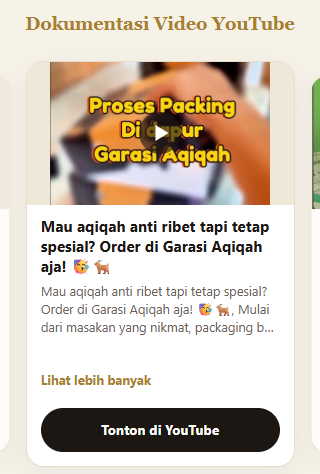 Dokumentasi Video YouTube
Proses Packing
Di dapur
Garasi Aqiqah
Mau aqiqah anti ribet tapi tetap
spesial? Order di Garasi Aqiqah
aja! 🥳 🐐
Mau aqiqah anti ribet tapi tetap spesial?
Order di Garasi Aqiqah aja! 🥳 🐐, Mulai
dari masakan yang nikmat, packaging b...
Lihat lebih banyak
Tonton di YouTube